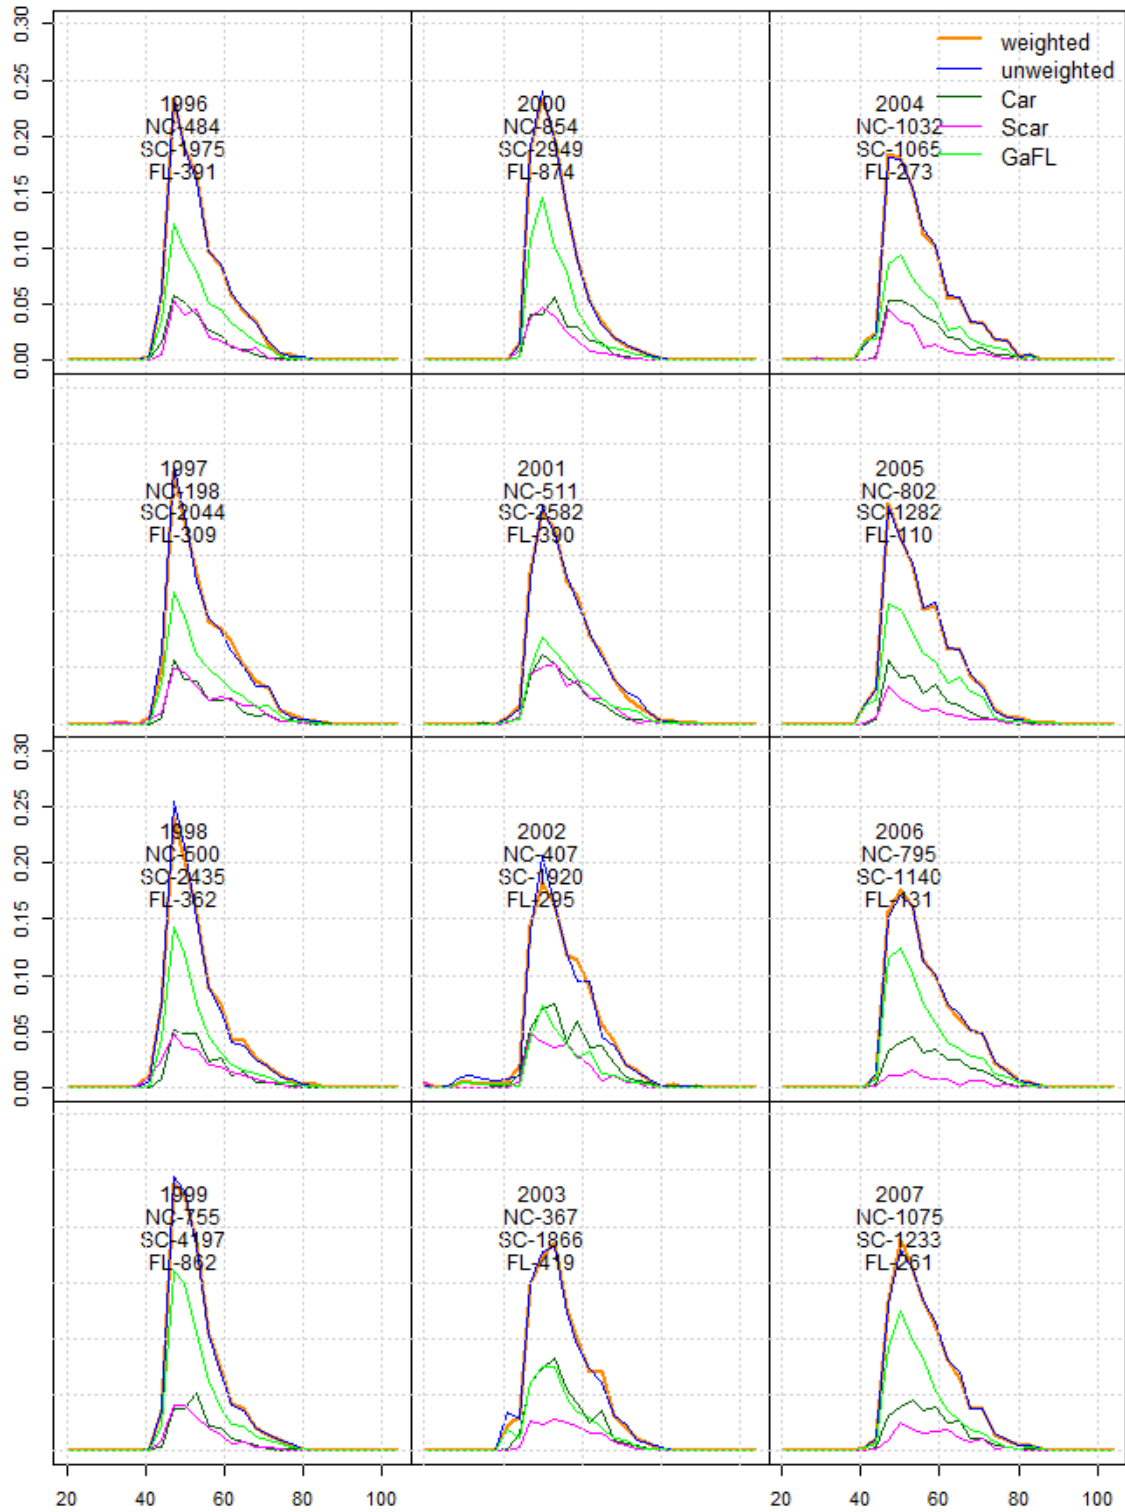 0.30
0.25
0.20
0.15
0.10
0.05
0.00
1996
NC-484
SC-1975
FL-391
2000
NC-854
SC-2949
FL-874
2004
NC-1032
SC-1065
FL-273
weighted
unweighted
Car
Scar
GaFL
1997
NC-198
SC-2044
FL-309
2001
NC-511
SC-2582
FL-390
2005
NC-802
SC-1282
FL-110
0.30
0.25
0.20
0.15
0.10
0.05
0.00
1998
NC-500
SC-2435
FL-362
2002
NC-407
SC-1920
FL-295
2006
NC-795
SC-1140
FL-131
1999
NC-755
SC-4197
FL-862
2003
NC-367
SC-1866
FL-419
2007
NC-1075
SC-1233
FL-261
20 40 60 80 100
20 40 60 80 100